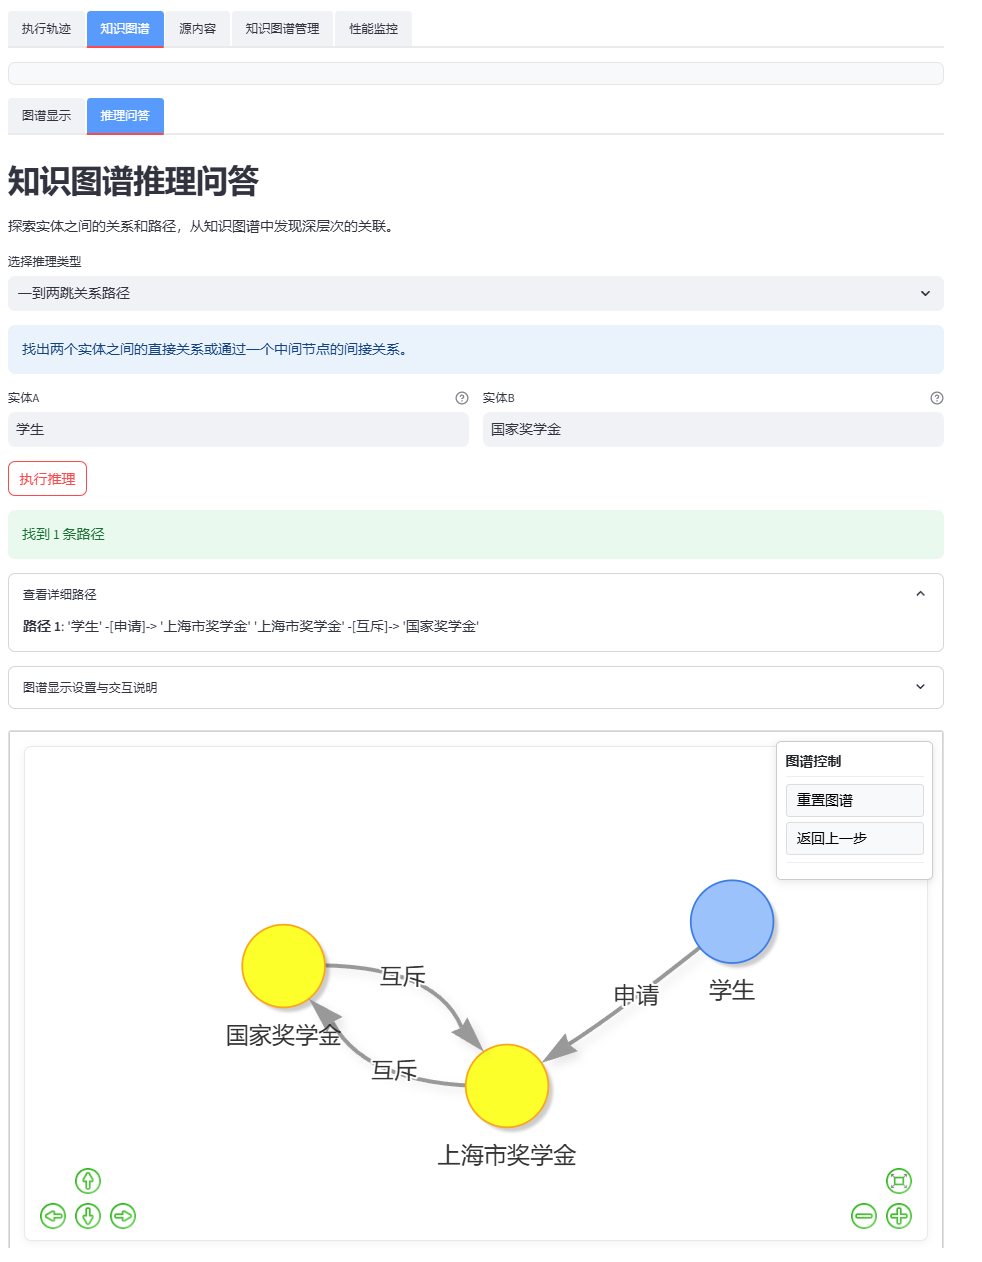 执行轨迹 知识图谱 源内容 知识图谱管理 性能监控
图谱显示 推理问答
知识图谱推理问答
探索实体之间的关系和路径，从知识图谱中发现深层次的关联。
选择推理类型
一到两跳关系路径
找出两个实体之间的直接关系或通过一个中间节点的间接关系。
实体A 实体B
学生 国家奖学金
执行推理
找到 1 条路径
查看详细路径
路径 1: '学生' -[申请]-> '上海市奖学金' '上海市奖学金' -[互斥]-> '国家奖学金'
图谱显示设置与交互说明
图谱控制
重置图谱
返回上一步
互斥
申请
学生
国家奖学金
互斥
上海市奖学金